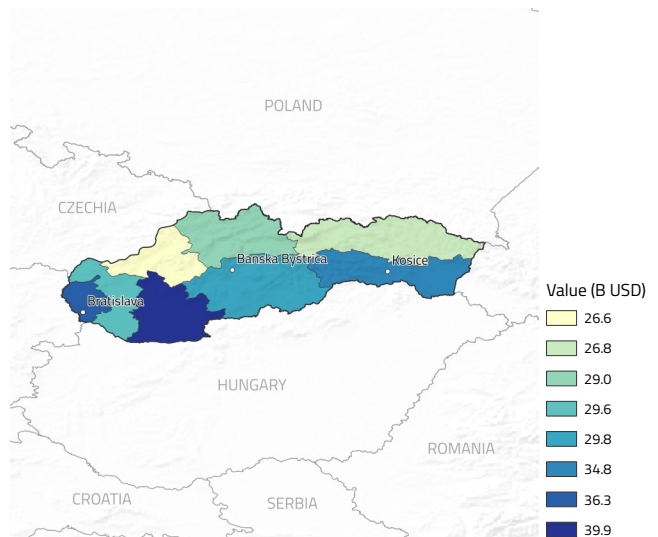 POLAND
CZECHIA
Banska Bystrica
Kosice
Bratislava
HUNGARY
ROMANIA
CROATIA
SERBIA
Value (B USD)
26.6
26.8
29.0
29.6
29.8
34.8
36.3
39.9